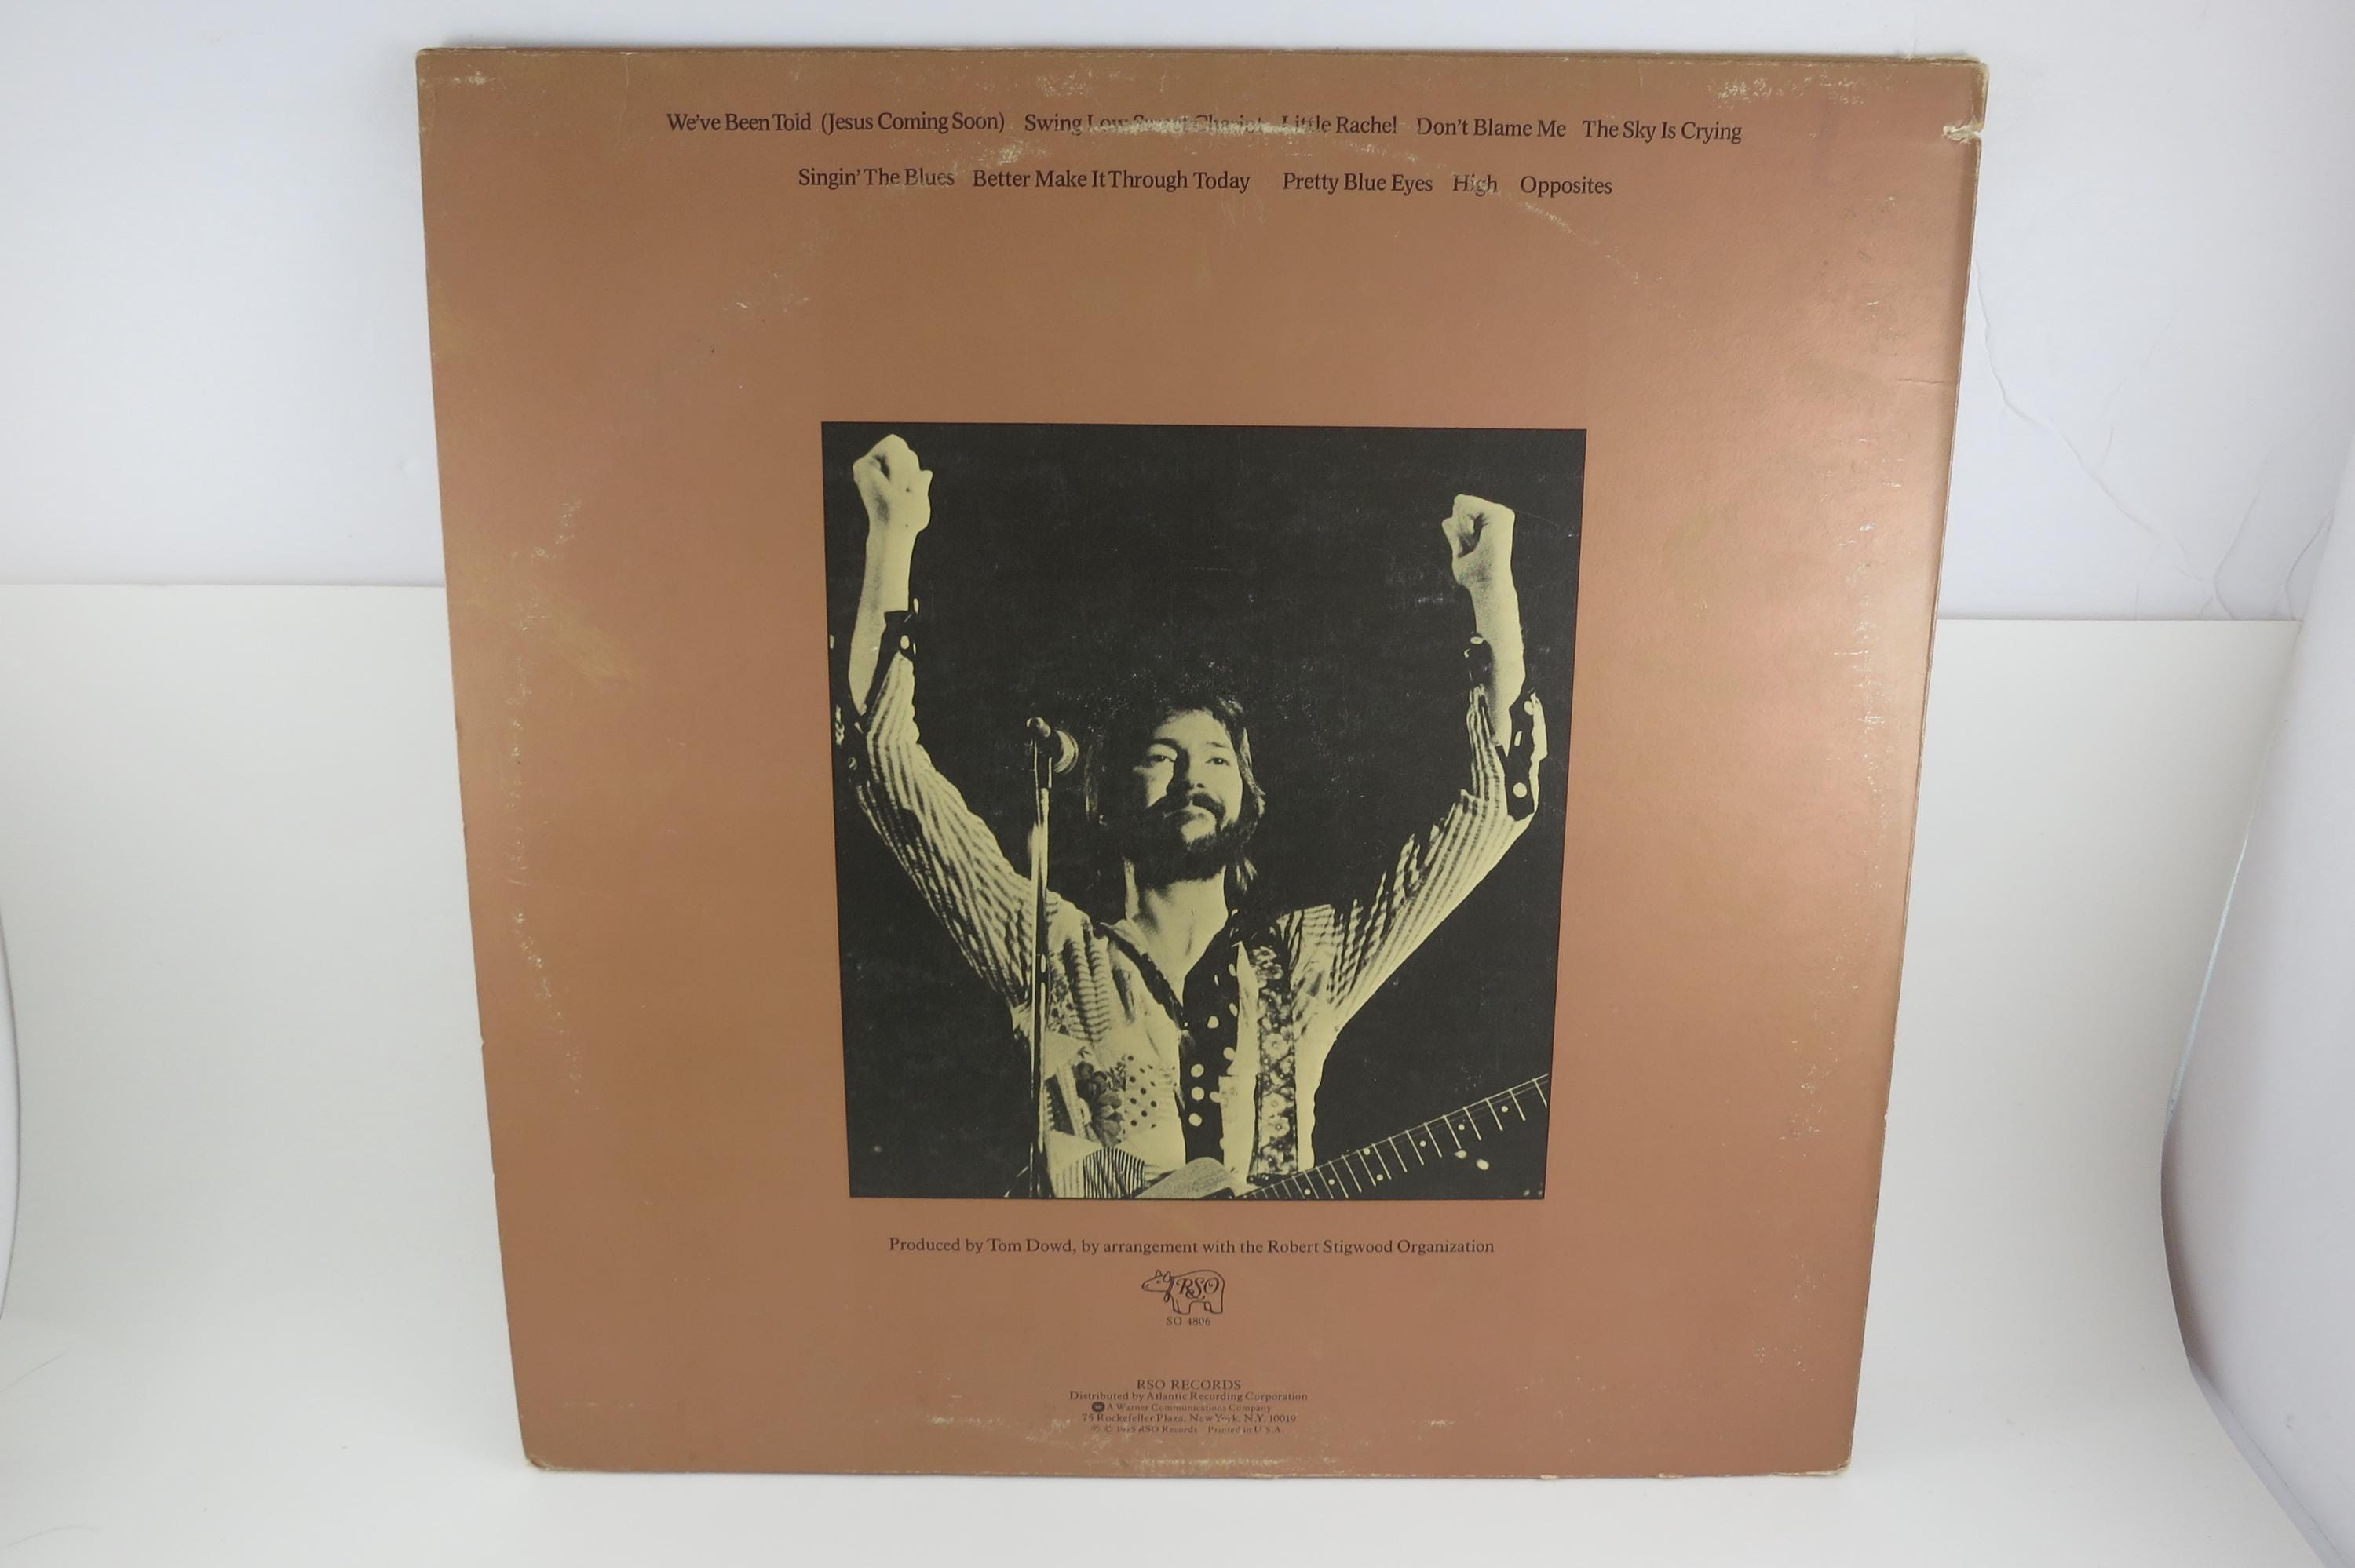 We've Been Told (Jesus Coming Soon) Swing Low Sweet Chariot Little Rachel Don't Blame Me The Sky Is Crying
Singin' The Blues Better Make It Through Today Pretty Blue Eyes High Opposites
Produced by Tom Dowd, by arrangement with the Robert Stigwood Organization
RSO
SO 4806
RSO RECORDS
Distributed by Atlantic Recording Corporation
A Warner Communications Company
75 Rockefeller Plaza, New York, N.Y. 10019
℗ © 1975 RSO Records Printed in U.S.A.